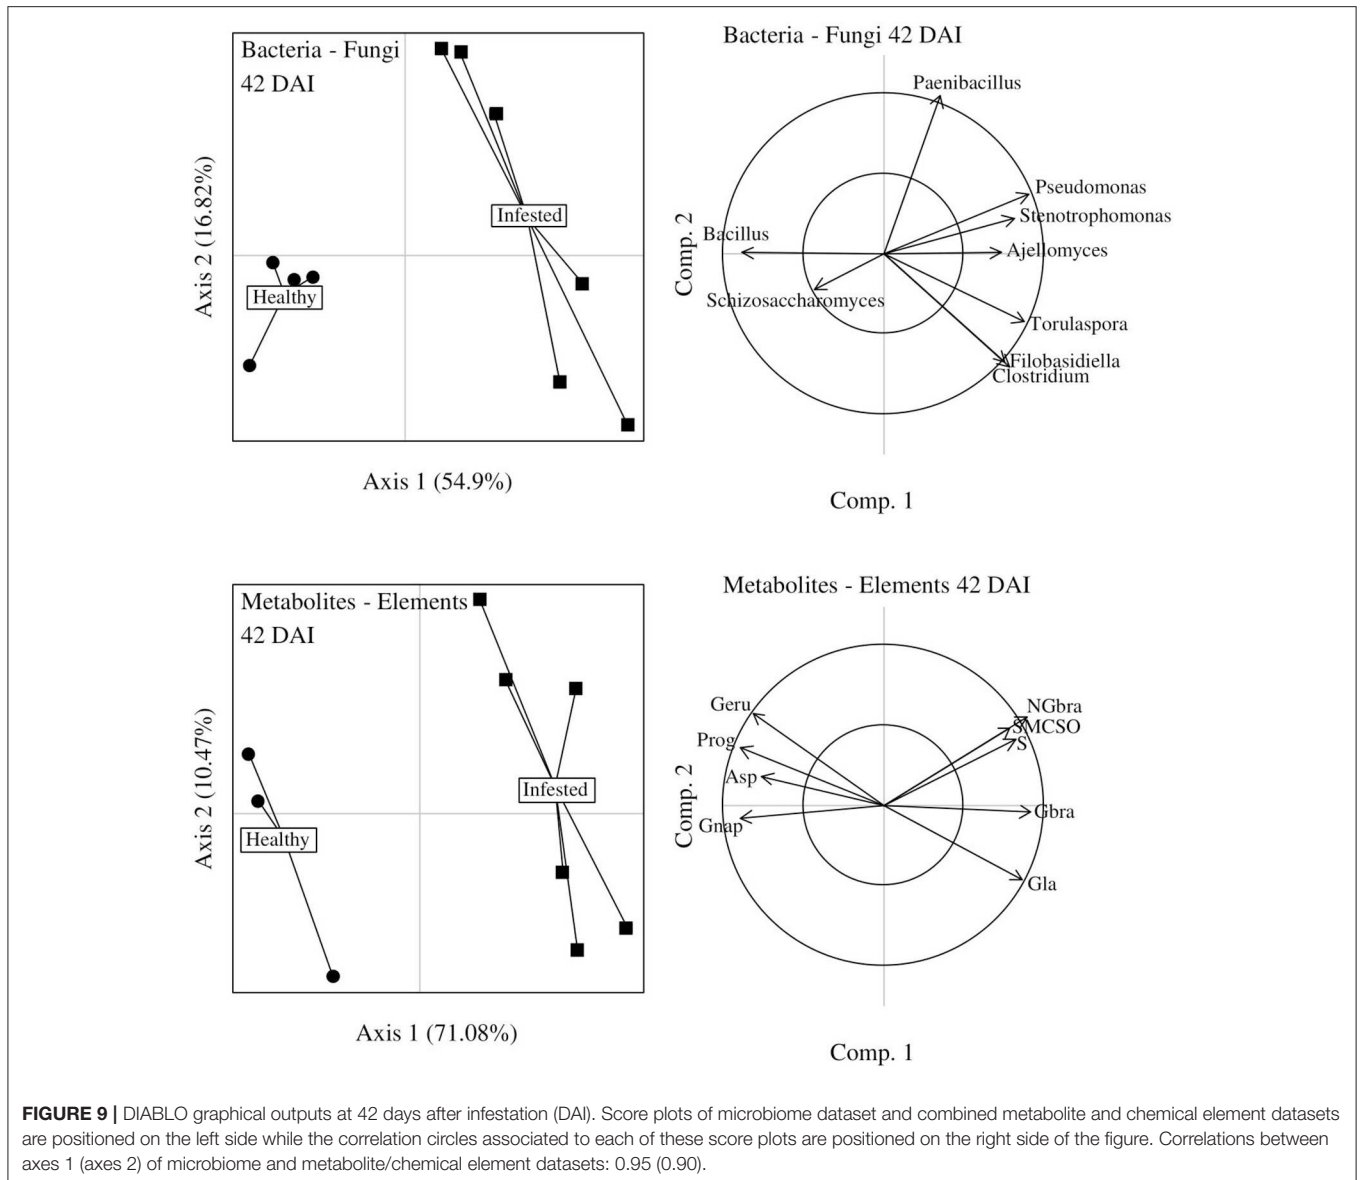 Bacteria - Fungi
42 DAI
Infested
Healthy
Axis 2 (16.82%)
Axis 1 (54.9%)
Bacteria - Fungi 42 DAI
Paenibacillus
Pseudomonas
Stenotrophomonas
Bacillus
Ajellomyces
Schizosaccharomyces
Torulaspora
Filobasidiella
Clostridium
Comp. 2
Comp. 1
Metabolites - Elements
42 DAI
Infested
Healthy
Axis 2 (10.47%)
Axis 1 (71.08%)
Metabolites - Elements 42 DAI
Geru
NGbra
SMCSO
S
Prog
Asp
Gnap
Gbra
Gla
Comp. 2
Comp. 1
FIGURE 9 | DIABLO graphical outputs at 42 days after infestation (DAI). Score plots of microbiome dataset and combined metabolite and chemical element datasets
are positioned on the left side while the correlation circles associated to each of these score plots are positioned on the right side of the figure. Correlations between
axes 1 (axes 2) of microbiome and metabolite/chemical element datasets: 0.95 (0.90).